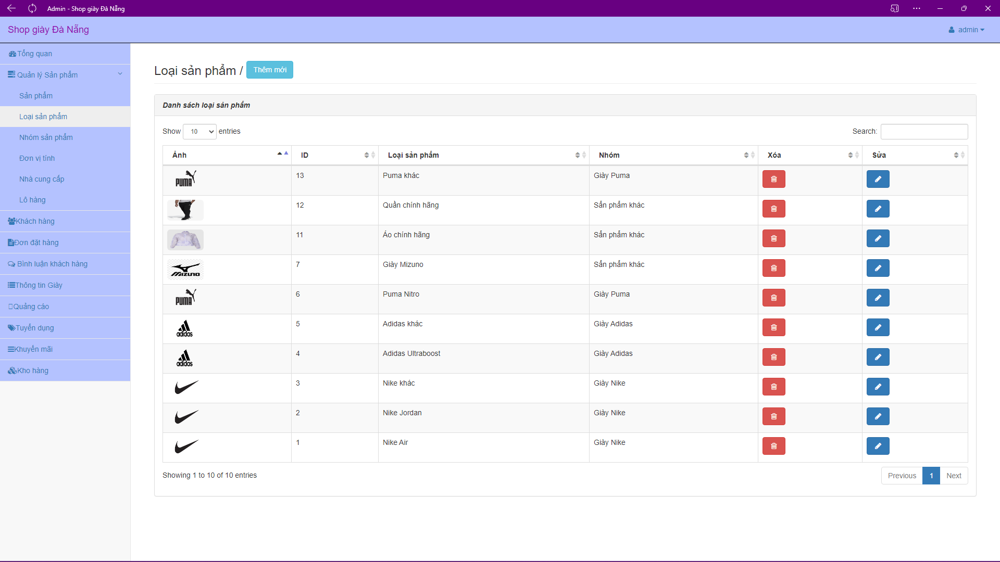 Admin - Shop giày Đà Nẵng
Shop giày Đà Nẵng
admin
Tổng quan
Quản lý Sản phẩm
Sản phẩm
Loại sản phẩm
Nhóm sản phẩm
Đơn vị tính
Nhà cung cấp
Lô hàng
Khách hàng
Đơn đặt hàng
Bình luận khách hàng
Thông tin Giày
Quảng cáo
Tuyển dụng
Khuyến mãi
Kho hàng
Loại sản phẩm / Thêm mới
Danh sách loại sản phẩm
Show 10 entries
Search:
Ảnh ID Loại sản phẩm Nhóm Xóa Sửa
PUMA 13 Puma khác Giày Puma
12 Quần chính hãng Sẩn phẩm khác
11 Áo chính hãng Sẩn phẩm khác
MIZUNO 7 Giày Mizuno Sẩn phẩm khác
PUMA 6 Puma Nitro Giày Puma
adidas 5 Adidas khác Giày Adidas
adidas 4 Adidas Ultraboost Giày Adidas
3 Nike khác Giày Nike
2 Nike Jordan Giày Nike
1 Nike Air Giày Nike
Showing 1 to 10 of 10 entries
Previous 1 Next